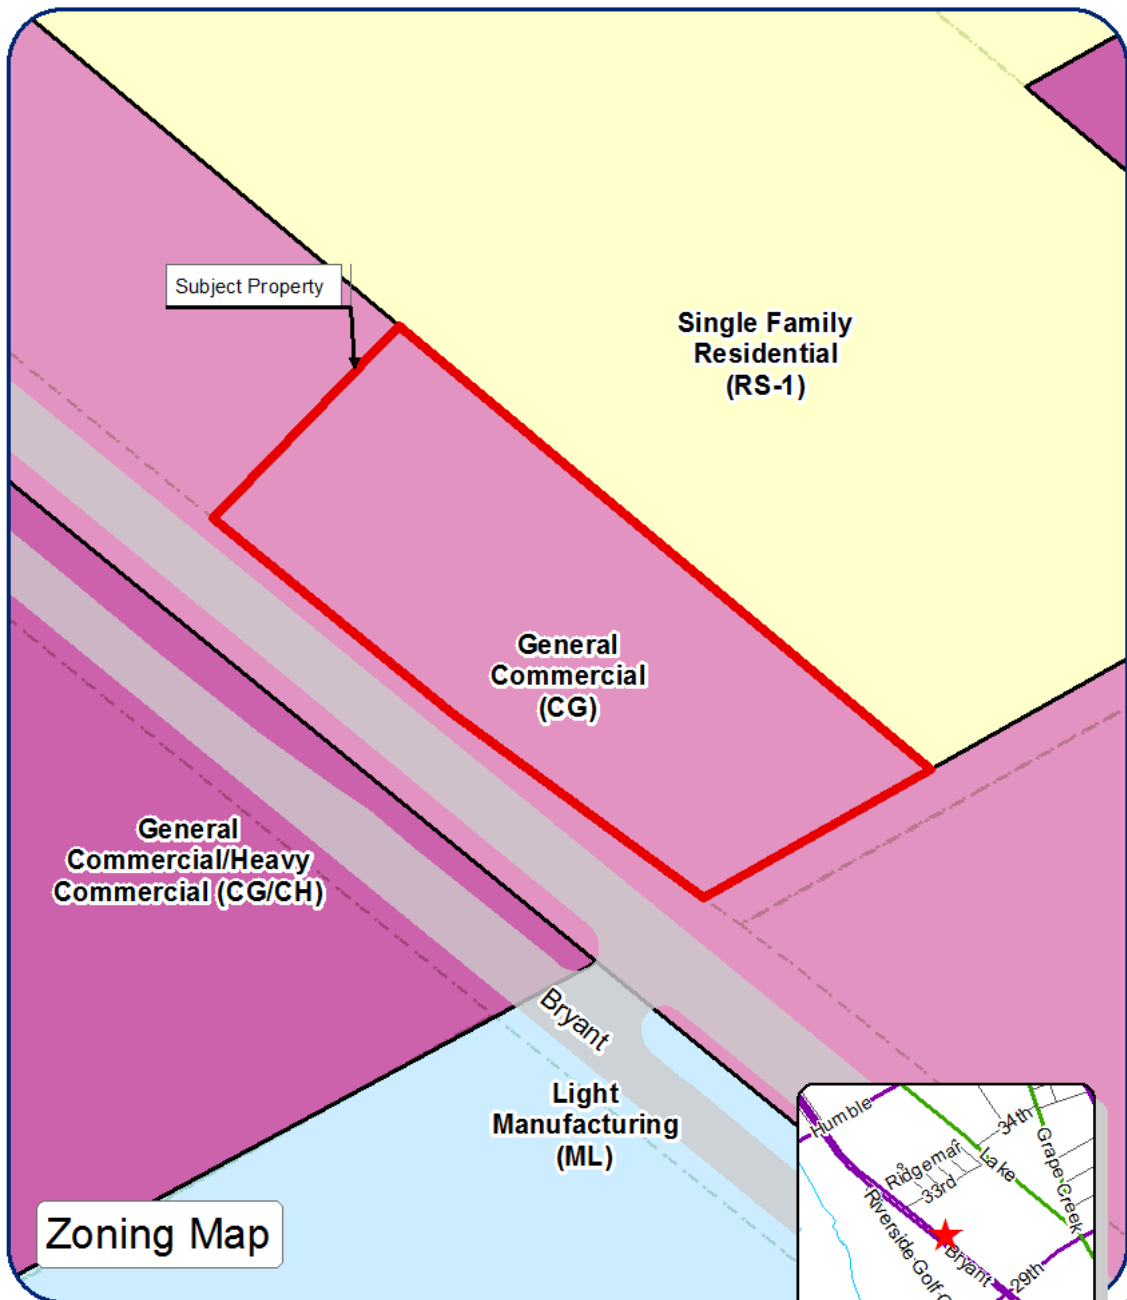 Subject Property
Single Family
Residential
(RS-1)
General
Commercial
(CG)
General
Commercial/Heavy
Commercial (CG/CH)
Bryant
Light
Manufacturing
(ML)
Zoning Map
Humble
34th
Ridgemar
Lake
Grape Creek
33rd
Riverside Golf
Bryant
29th